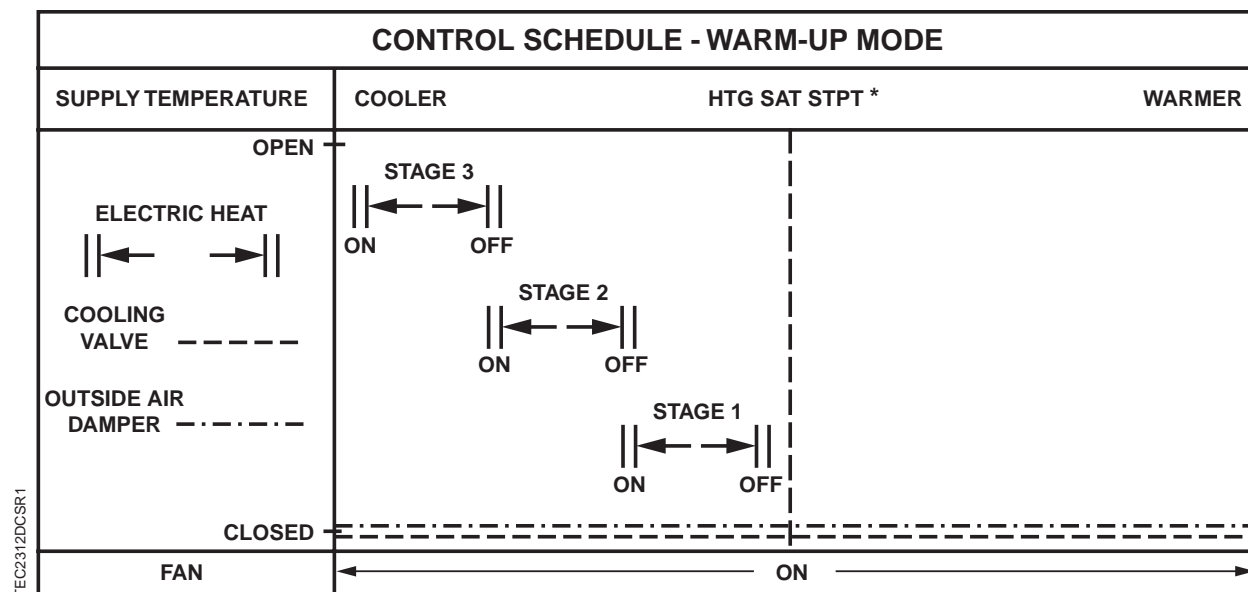 CONTROL SCHEDULE - WARM-UP MODE
SUPPLY TEMPERATURE
COOLER
HTG SAT STPT *
WARMER
OPEN
STAGE 3
ON
OFF
ELECTRIC HEAT
STAGE 2
ON
OFF
COOLING
VALVE
OUTSIDE AIR
DAMPER
STAGE 1
ON
OFF
CLOSED
FAN
ON
TEC2312DCSR1